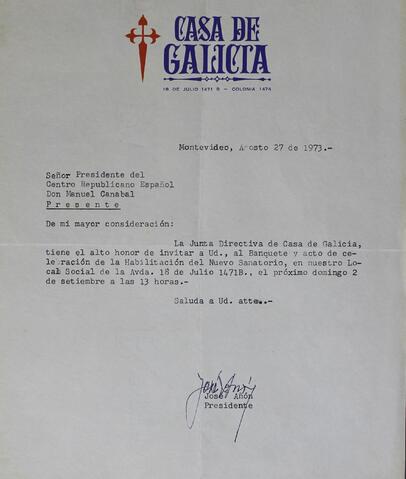 CASA DE
GALICIA
18 DE JULIO 1471 B - COLONIA 1474
Montevideo, Agosto 27 de 1973.-
Señor Presidente del
Centro Republicano Español
Don Manuel Canabal
Presente
De mi mayor consideración:
La Junta Directiva de Casa de Galicia,
tiene el alto honor de invitar a Ud., al Banquete y acto de ce-
lebración de la Habilitación del Nuevo Sanatorio, en nuestro Lo-
cal Social de la Avda. 18 de Julio 1471B., el próximo domingo 2
de setiembre a las 13 horas.-
Saluda a Ud. atte.-
José Añón
José Añón
Presidente